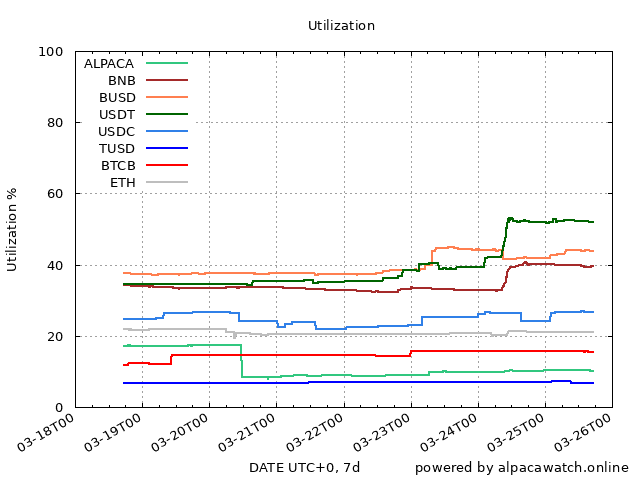 Utilization
100
80
60
40
20
0
Utilization %
ALPACA
BNB
BUSD
USDT
USDC
TUSD
BTCB
ETH
03-18T00
03-19T00
03-20T00
03-21T00
03-22T00
03-23T00
03-24T00
03-25T00
03-26T00
DATE UTC+0, 7d
powered by alpacawatch.online